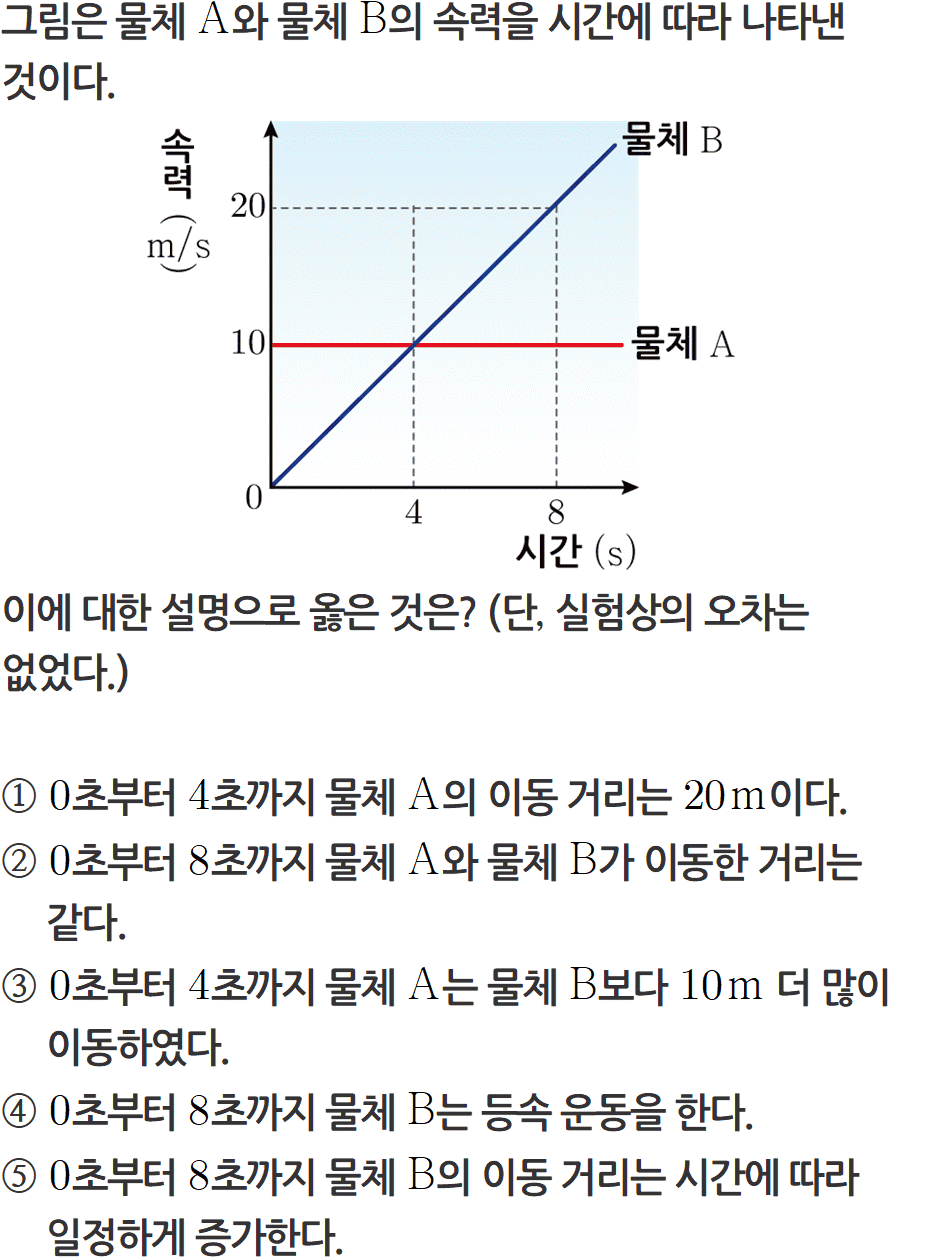 그림은 물체 A와 물체 B의 속력을 시간에 따라 나타낸
것이다.
속력(m/s)
물체 B
20
10
물체 A
0
4
8
시간 (s)
이에 대한 설명으로 옳은 것은? (단, 실험상의 오차는
없었다.)
① 0초부터 4초까지 물체 A의 이동 거리는 20m이다.
② 0초부터 8초까지 물체 A와 물체 B가 이동한 거리는
같다.
③ 0초부터 4초까지 물체 A는 물체 B보다 10m 더 많이
이동하였다.
④ 0초부터 8초까지 물체 B는 등속 운동을 한다.
⑤ 0초부터 8초까지 물체 B의 이동 거리는 시간에 따라
일정하게 증가한다.